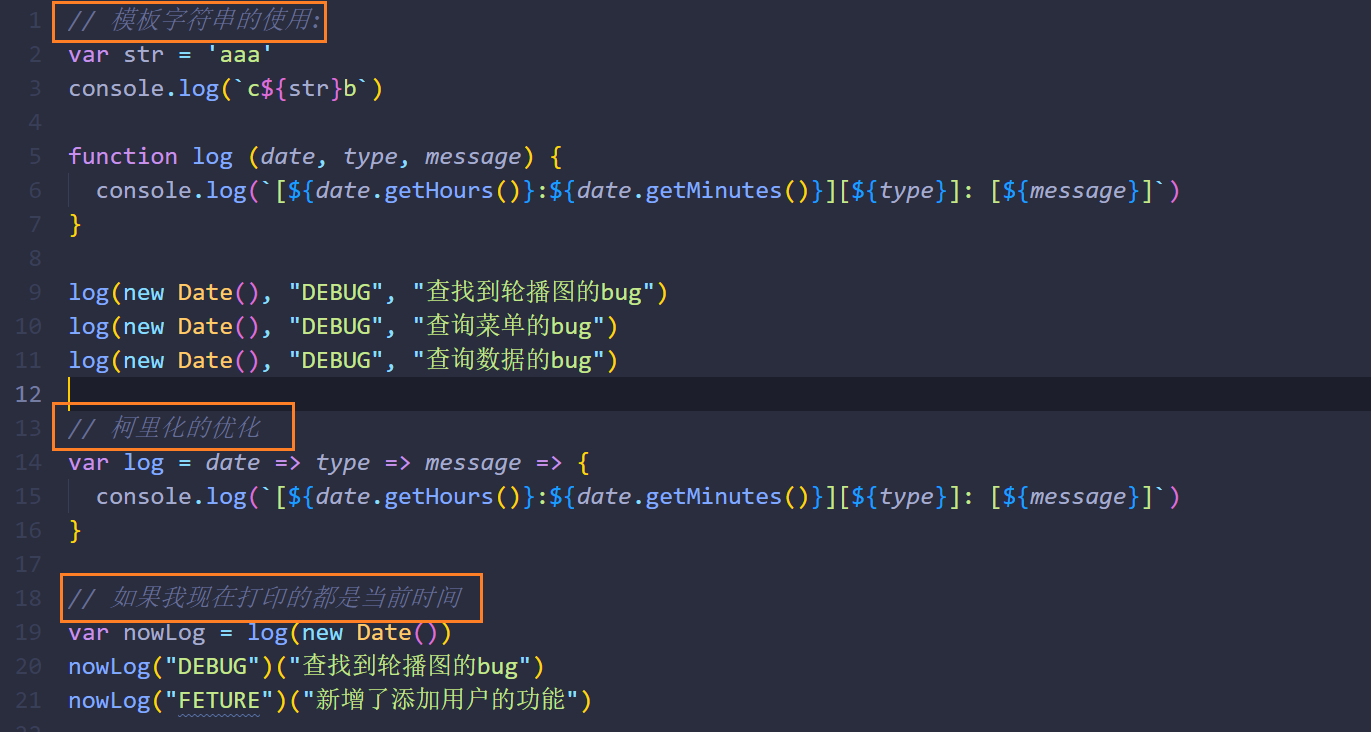 1 // 模板字符串的使用:
2 var str = 'aaa'
3 console.log(`c${str}b`)
4
5 function log (date, type, message) {
6   console.log(`[${date.getHours()}:${date.getMinutes()}][${type}]: [${message}]`)
7 }
8
9 log(new Date(), "DEBUG", "查找到轮播图的bug")
10 log(new Date(), "DEBUG", "查询菜单的bug")
11 log(new Date(), "DEBUG", "查询数据的bug")
12
13 // 柯里化的优化
14 var log = date => type => message => {
15   console.log(`[${date.getHours()}:${date.getMinutes()}][${type}]: [${message}]`)
16 }
17
18 // 如果我现在打印的都是当前时间
19 var nowLog = log(new Date())
20 nowLog("DEBUG")("查找到轮播图的bug")
21 nowLog("FETURE")("新增了添加用户的功能")